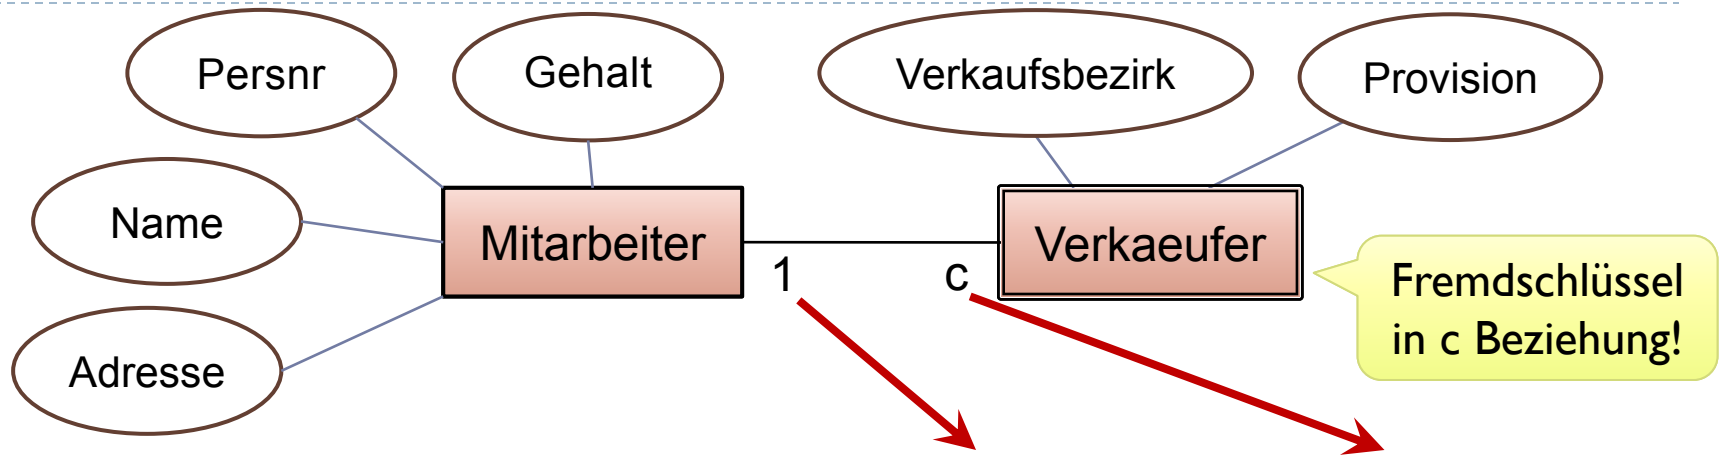 Persnr
Gehalt
Verkaufsbezirk
Provision
Name
Mitarbeiter
Verkaeufer
1
c
Fremdschlüssel
in c Beziehung!
Adresse